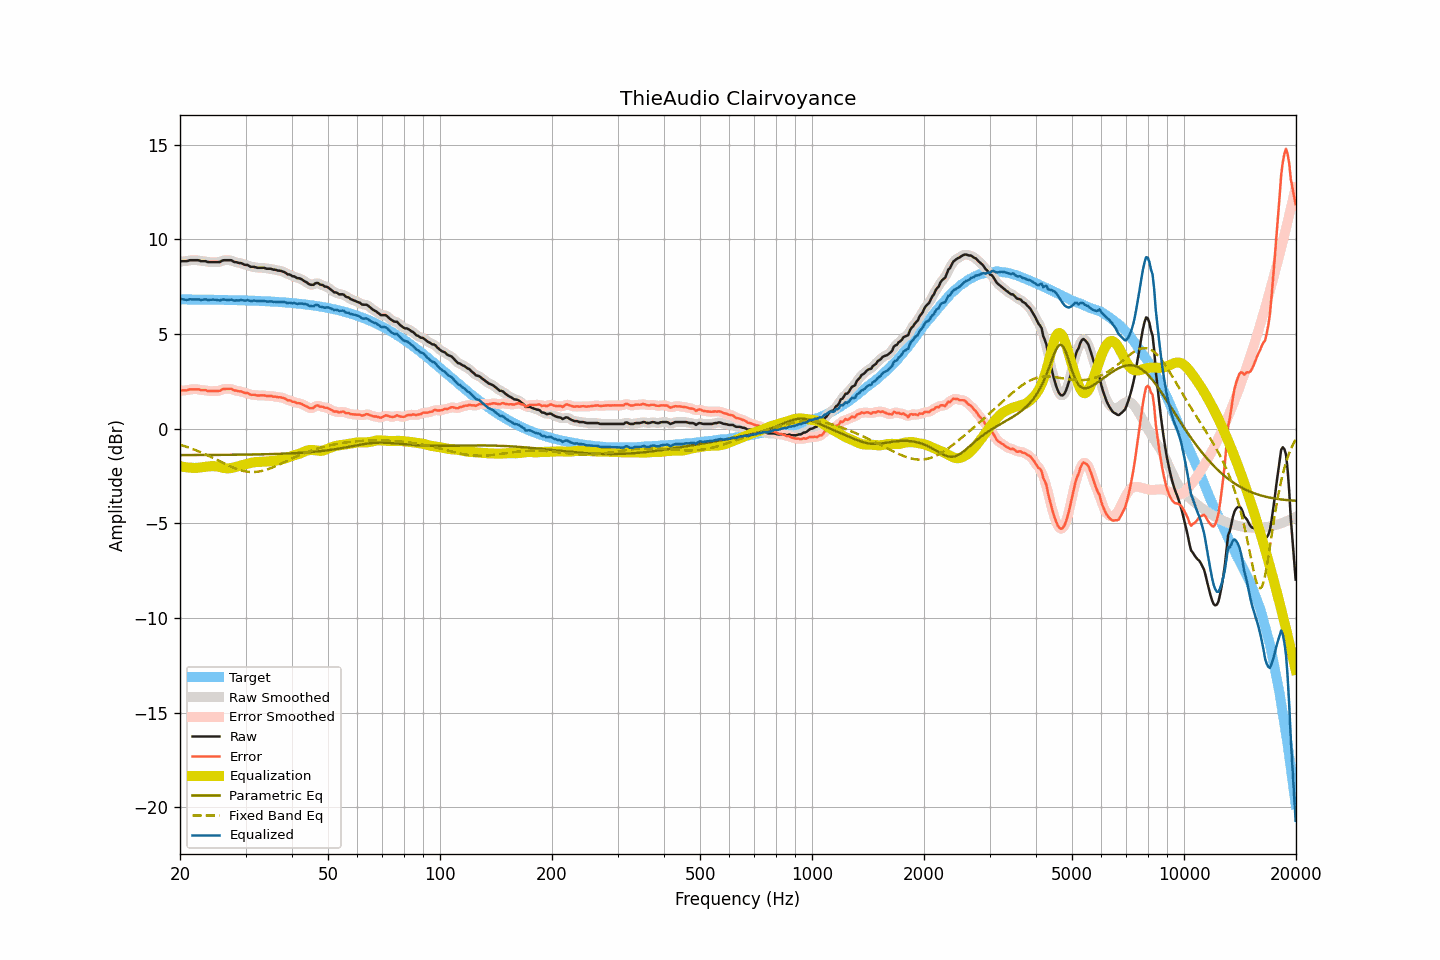 ThieAudio Clairvoyance
15
10
5
0
−5
−10
−15
−20
Amplitude (dBr)
Target
Raw Smoothed
Error Smoothed
Raw
Error
Equalization
Parametric Eq
Fixed Band Eq
Equalized
20 50 100 200 500 1000 2000 5000 10000 20000
Frequency (Hz)